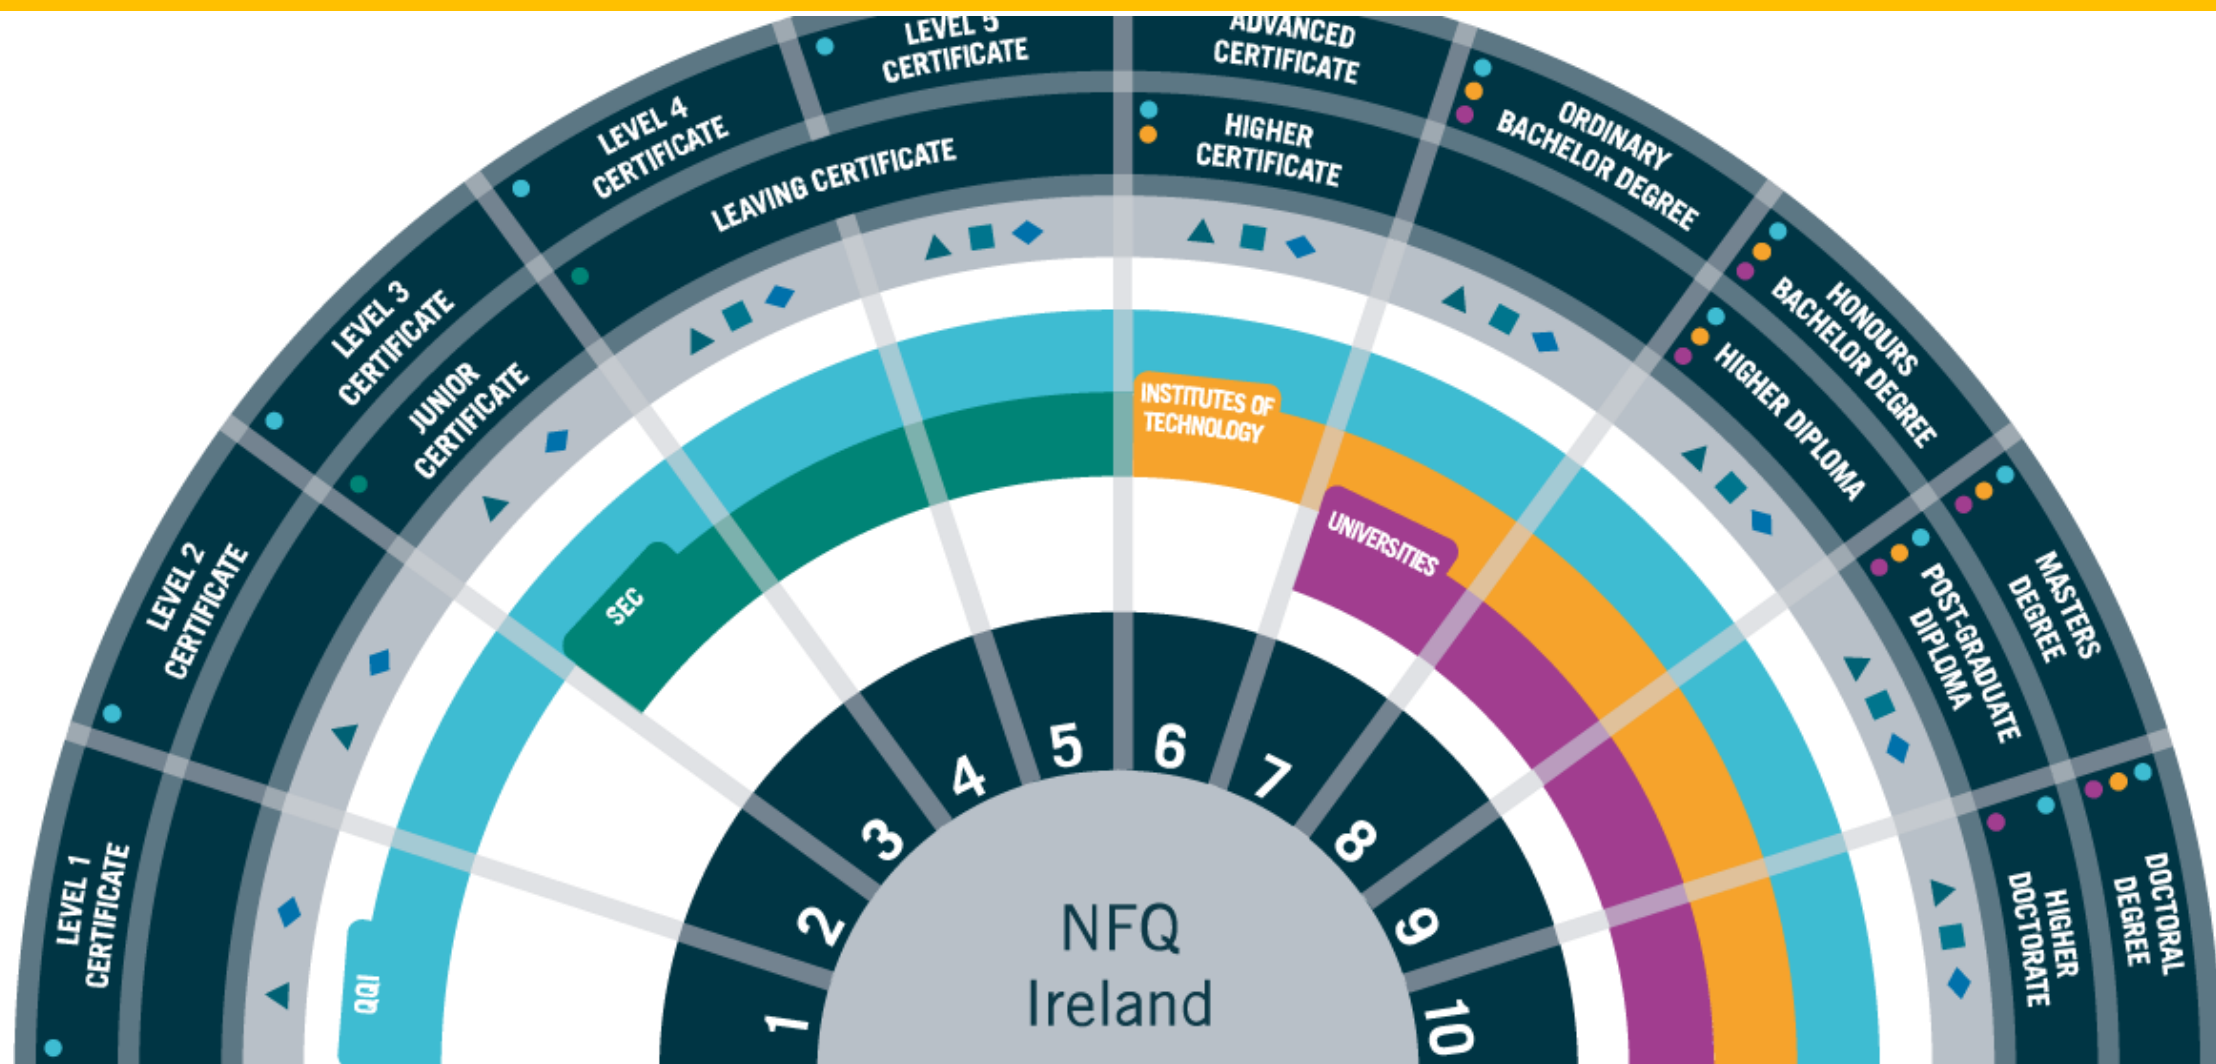 LEVEL 1
CERTIFICATE
LEVEL 2
CERTIFICATE
LEVEL 3
CERTIFICATE
JUNIOR
CERTIFICATE
LEVEL 4
CERTIFICATE
LEVEL 5
CERTIFICATE
LEAVING CERTIFICATE
ADVANCED
CERTIFICATE
HIGHER
CERTIFICATE
ORDINARY
BACHELOR DEGREE
HONOURS
BACHELOR DEGREE
HIGHER DIPLOMA
MASTERS
DEGREE
POST-GRADUATE
DIPLOMA
DOCTORAL
DEGREE
HIGHER
DOCTORATE
QQI
SEC
INSTITUTES OF
TECHNOLOGY
UNIVERSITIES
1
2
3
4
5
6
7
8
9
10
NFQ
Ireland